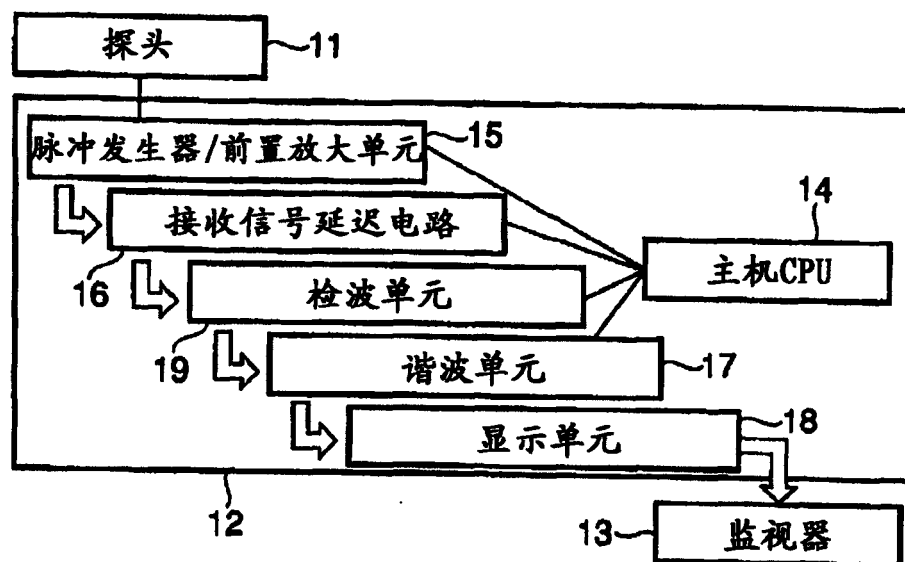 探头
11
脉冲发生器/前置放大单元
15
接收信号延迟电路
16
14
主机CPU
检波单元
19
谐波单元
17
显示单元
18
12
13
监视器